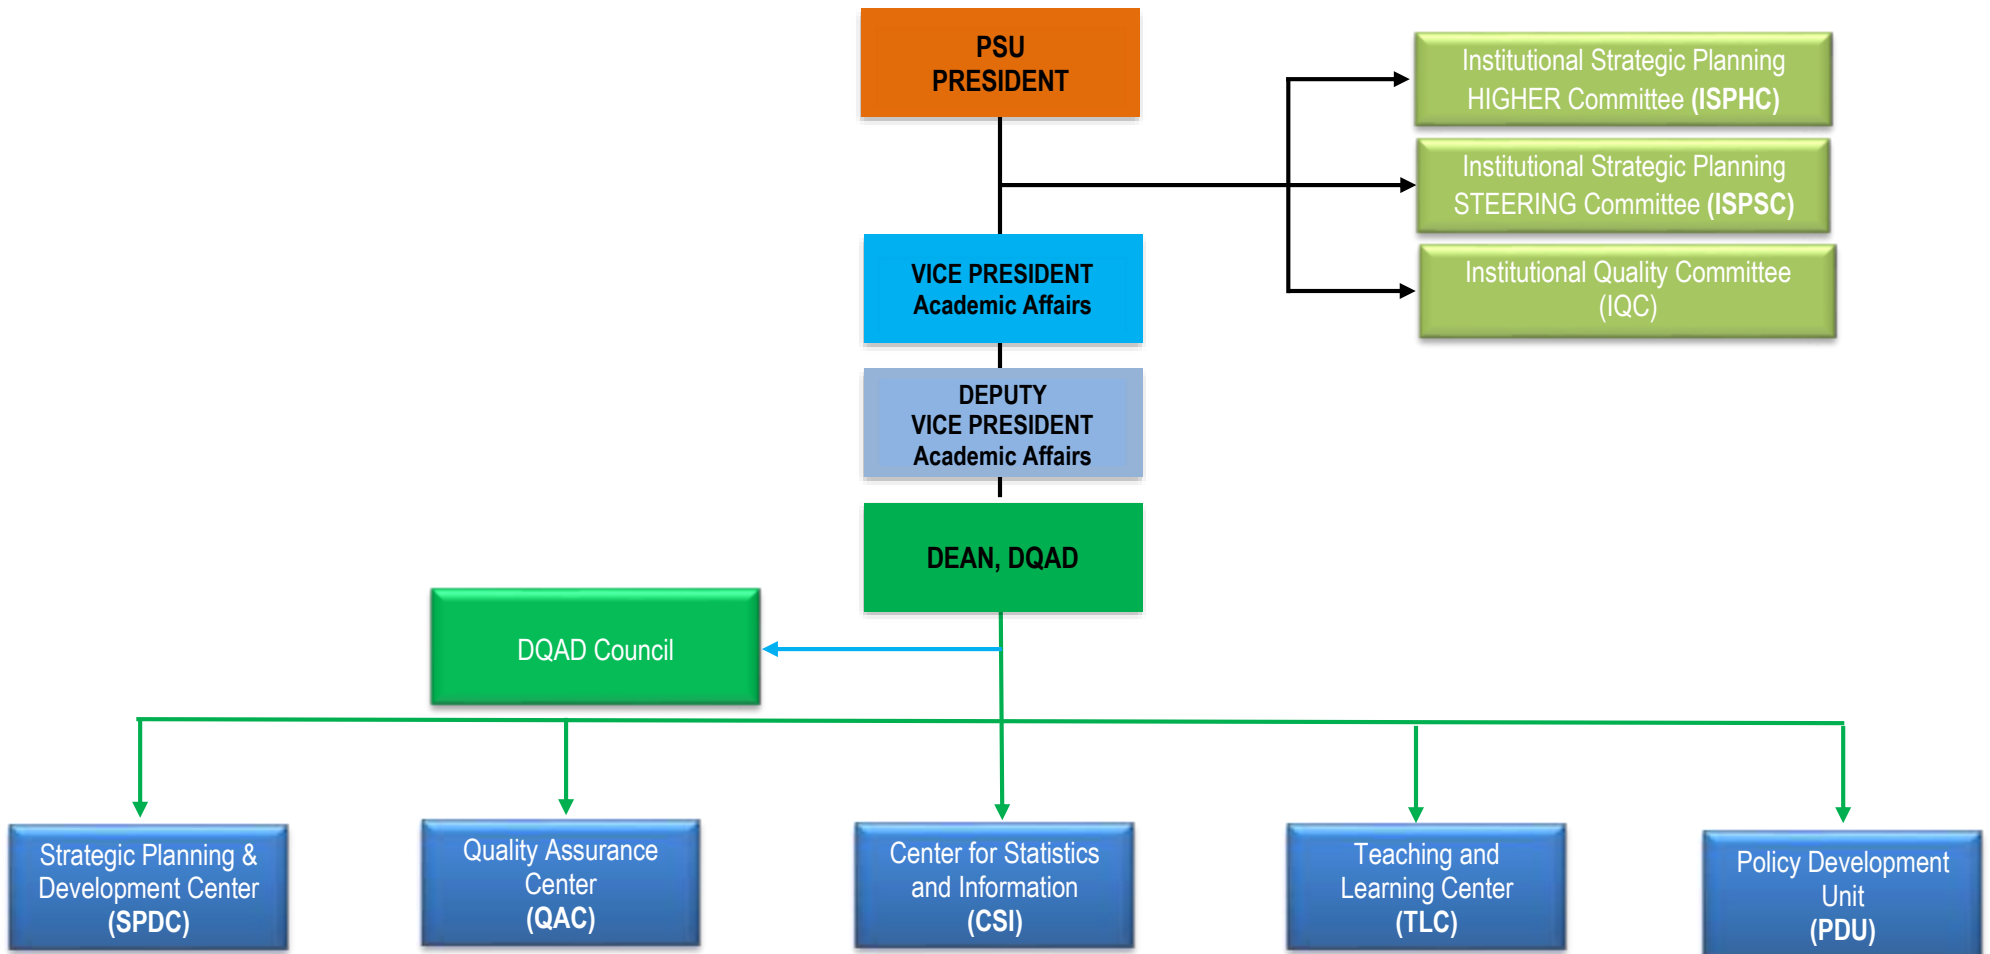 PSU
PRESIDENT
Institutional Strategic Planning
HIGHER Committee (ISPHC)
Institutional Strategic Planning
STEERING Committee (ISPSC)
Institutional Quality Committee
(IQC)
VICE PRESIDENT
Academic Affairs
DEPUTY
VICE PRESIDENT
Academic Affairs
DEAN, DQAD
DQAD Council
Strategic Planning &
Development Center
(SPDC)
Quality Assurance
Center
(QAC)
Center for Statistics
and Information
(CSI)
Teaching and
Learning Center
(TLC)
Policy Development
Unit
(PDU)